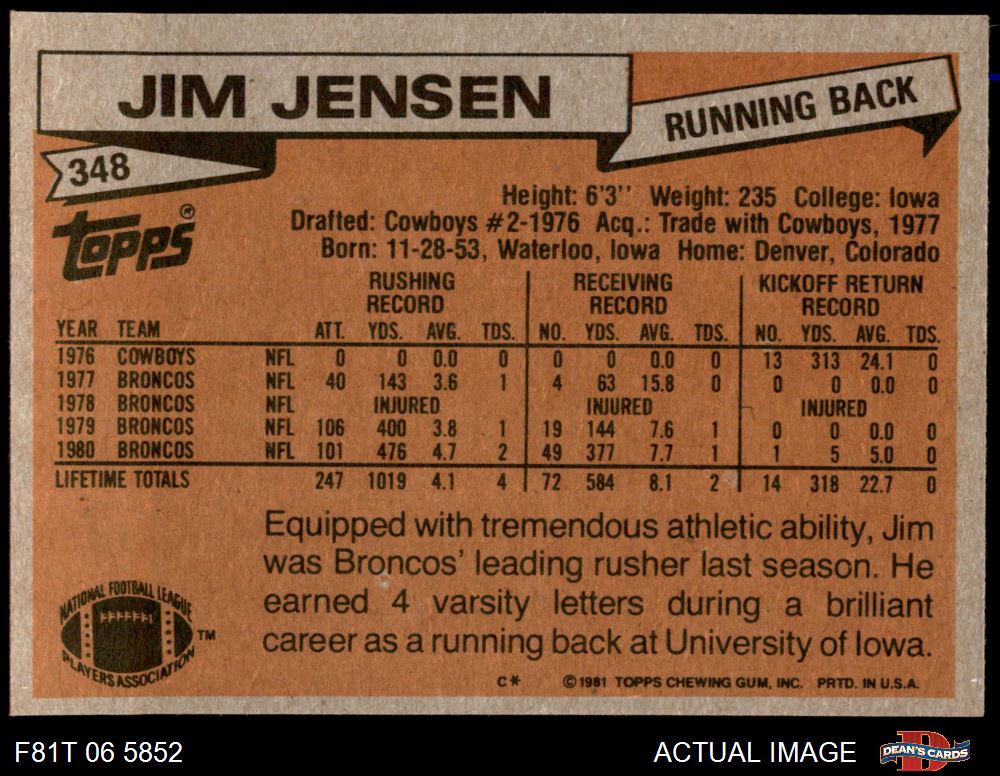 JIM JENSEN
RUNNING BACK
348
Topps®
Height: 6'3'' Weight: 235 College: Iowa
Drafted: Cowboys #2-1976 Acq.: Trade with Cowboys, 1977
Born: 11-28-53, Waterloo, Iowa Home: Denver, Colorado
RUSHING RECEIVING KICKOFF RETURN
RECORD RECORD RECORD
YEAR TEAM ATT. YDS. AVG. TDS. NO. YDS. AVG. TDS. NO. YDS. AVG. TDS.
1976 COWBOYS NFL 0 0 0.0 0 0 0 0.0 0 13 313 24.1 0
1977 BRONCOS NFL 40 143 3.6 1 4 63 15.8 0 0 0 0.0 0
1978 BRONCOS NFL INJURED INJURED INJURED
1979 BRONCOS NFL 106 400 3.8 1 19 144 7.6 1 0 0 0.0 0
1980 BRONCOS NFL 101 476 4.7 2 49 377 7.7 1 1 5 5.0 0
LIFETIME TOTALS 247 1019 4.1 4 72 584 8.1 2 14 318 22.7 0
Equipped with tremendous athletic ability, Jim
was Broncos' leading rusher last season. He
earned 4 varsity letters during a brilliant
career as a running back at University of Iowa.
NATIONAL FOOTBALL LEAGUE
PLAYERS ASSOCIATION
TM
C* ©1981 TOPPS CHEWING GUM, INC. PRTD. IN U.S.A.
F81T 06 5852
ACTUAL IMAGE
DEAN'S CARDS